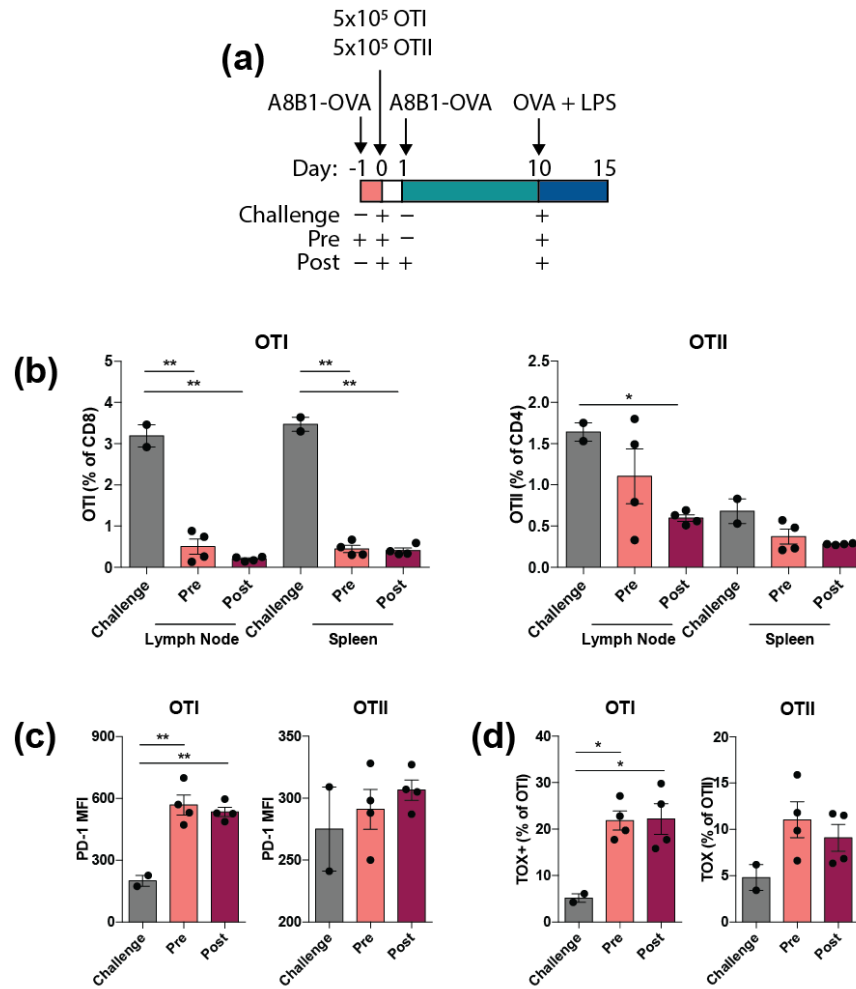 (a)
5x10⁵ OTI
5x10⁵ OTII
A8B1-OVA A8B1-OVA OVA + LPS
Day: -1 0 1 10 15
Challenge − + − +
Pre + + − +
Post − + + +
(b)
OTI
OTI (% of CD8)
5
4
3
2
1
0
** ** ** **
Challenge Pre Post Challenge Pre Post
Lymph Node Spleen
OTII
OTII (% of CD4)
2.0
1.5
1.0
0.5
0.0
*
Challenge Pre Post Challenge Pre Post
Lymph Node Spleen
(c)
OTI
PD-1 MFI
900
600
300
0
**
**
Challenge Pre Post
OTII
PD-1 MFI
350
300
250
200
Challenge Pre Post
(d)
OTI
TOX+ (% of OTI)
40
30
20
10
0
*
*
Challenge Pre Post
OTII
TOX (% of OTII)
20
15
10
5
0
Challenge Pre Post